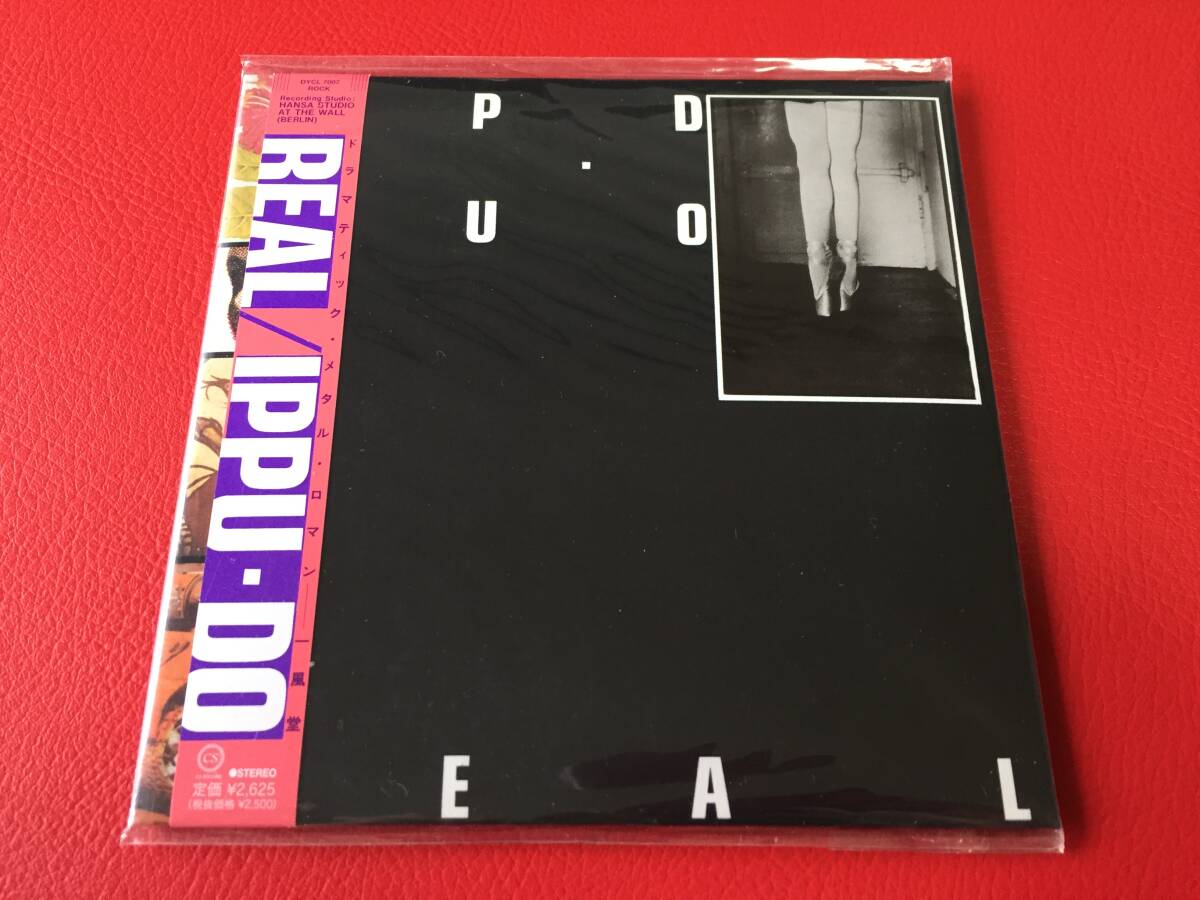 DYCL 7007
ROCK
Recording Studio:
HANSA STUDIO
AT THE WALL
(BERLIN)
REAL/IPPU·DO
ドラマティック・メタル・ロマン──一風堂
CS
●STEREO
定価 ¥2,625
(税抜価格 ¥2,500)
P D
·
U O
E A L